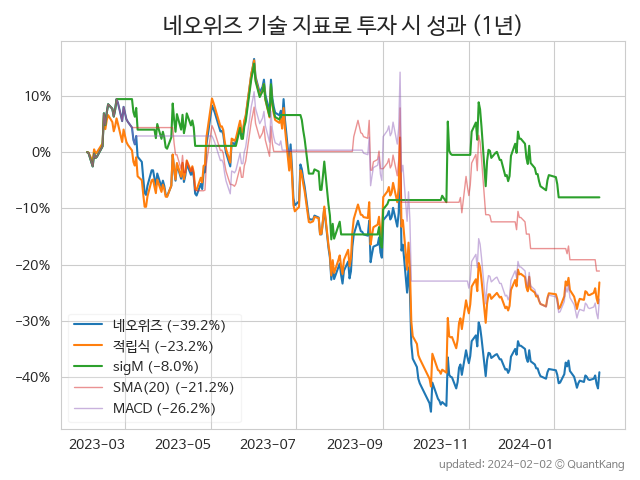 네오위즈 기술 지표로 투자 시 성과 (1년)
10%
0%
−10%
−20%
−30%
−40%
네오위즈 (−39.2%)
적립식 (−23.2%)
sigM (−8.0%)
SMA(20) (−21.2%)
MACD (−26.2%)
2023−03 2023−05 2023−07 2023−09 2023−11 2024−01
updated: 2024−02−02 © QuantKang